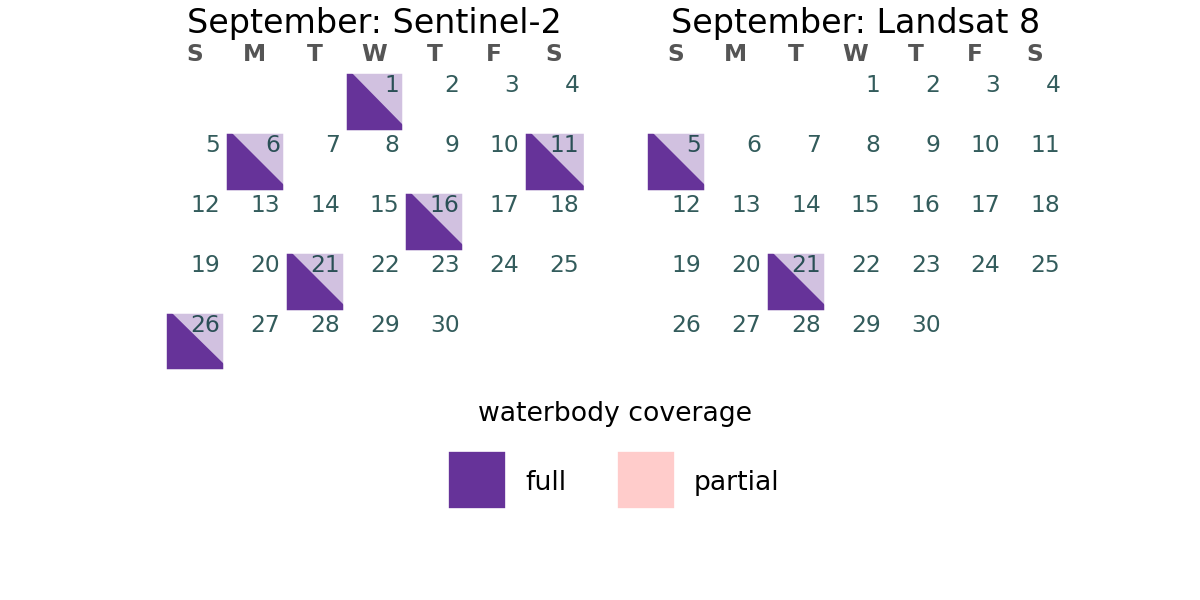 September: Sentinel-2
S M T W T F S
1 2 3 4
5 6 7 8 9 10 11
12 13 14 15 16 17 18
19 20 21 22 23 24 25
26 27 28 29 30
September: Landsat 8
S M T W T F S
1 2 3 4
5 6 7 8 9 10 11
12 13 14 15 16 17 18
19 20 21 22 23 24 25
26 27 28 29 30
waterbody coverage
full
partial